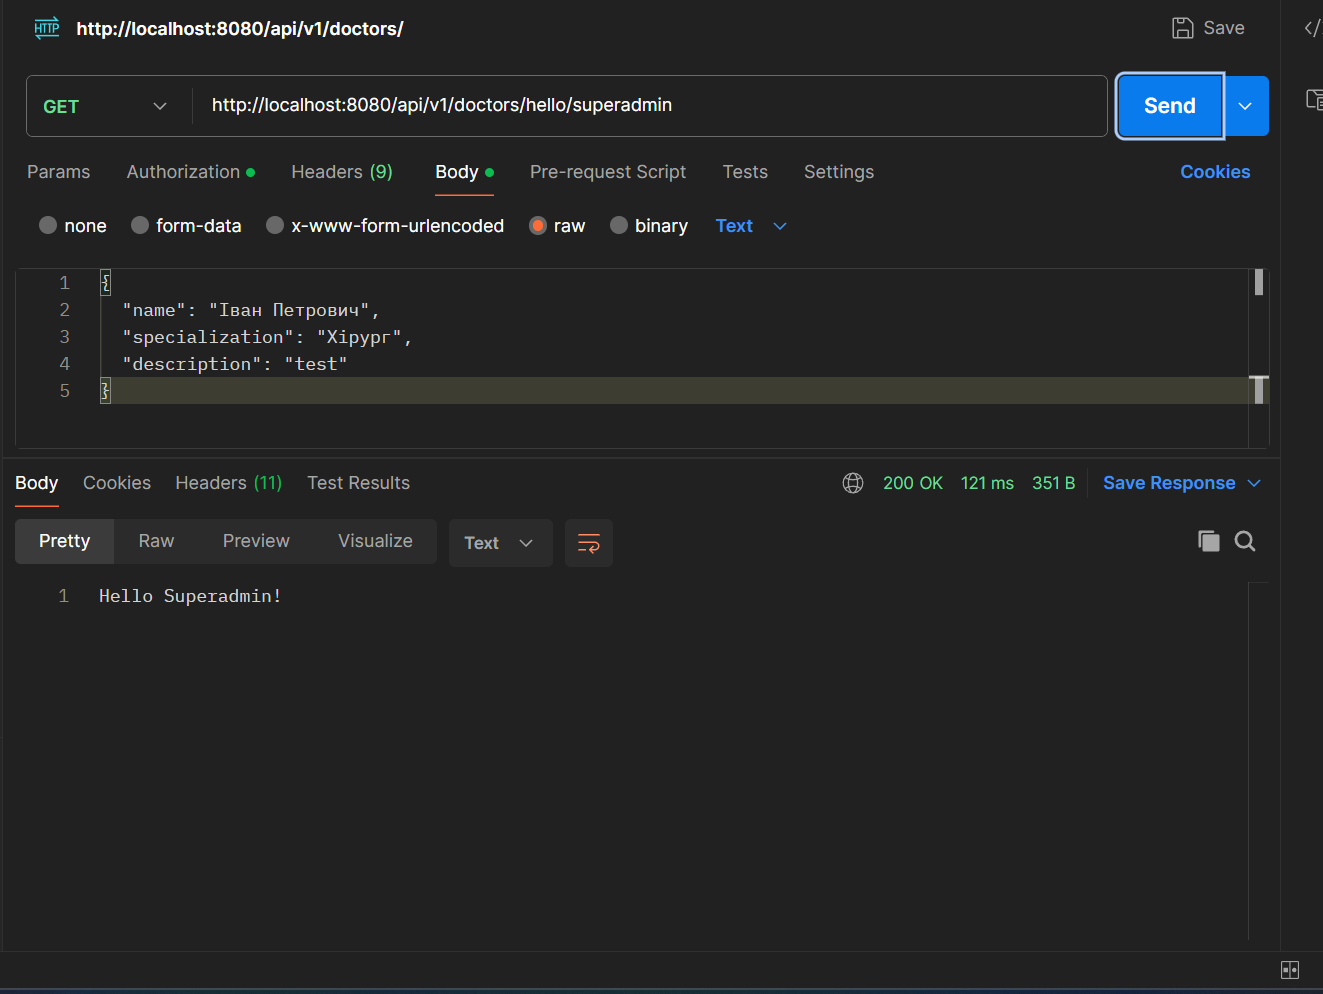 HTTP http://localhost:8080/api/v1/doctors/ Save
GET http://localhost:8080/api/v1/doctors/hello/superadmin Send
Params Authorization Headers (9) Body Pre-request Script Tests Settings Cookies
none form-data x-www-form-urlencoded raw binary Text
1 {
2 "name": "Іван Петрович",
3 "specialization": "Хірург",
4 "description": "test"
5 }
Body Cookies Headers (11) Test Results 200 OK 121 ms 351 B Save Response
Pretty Raw Preview Visualize Text
1 Hello Superadmin!